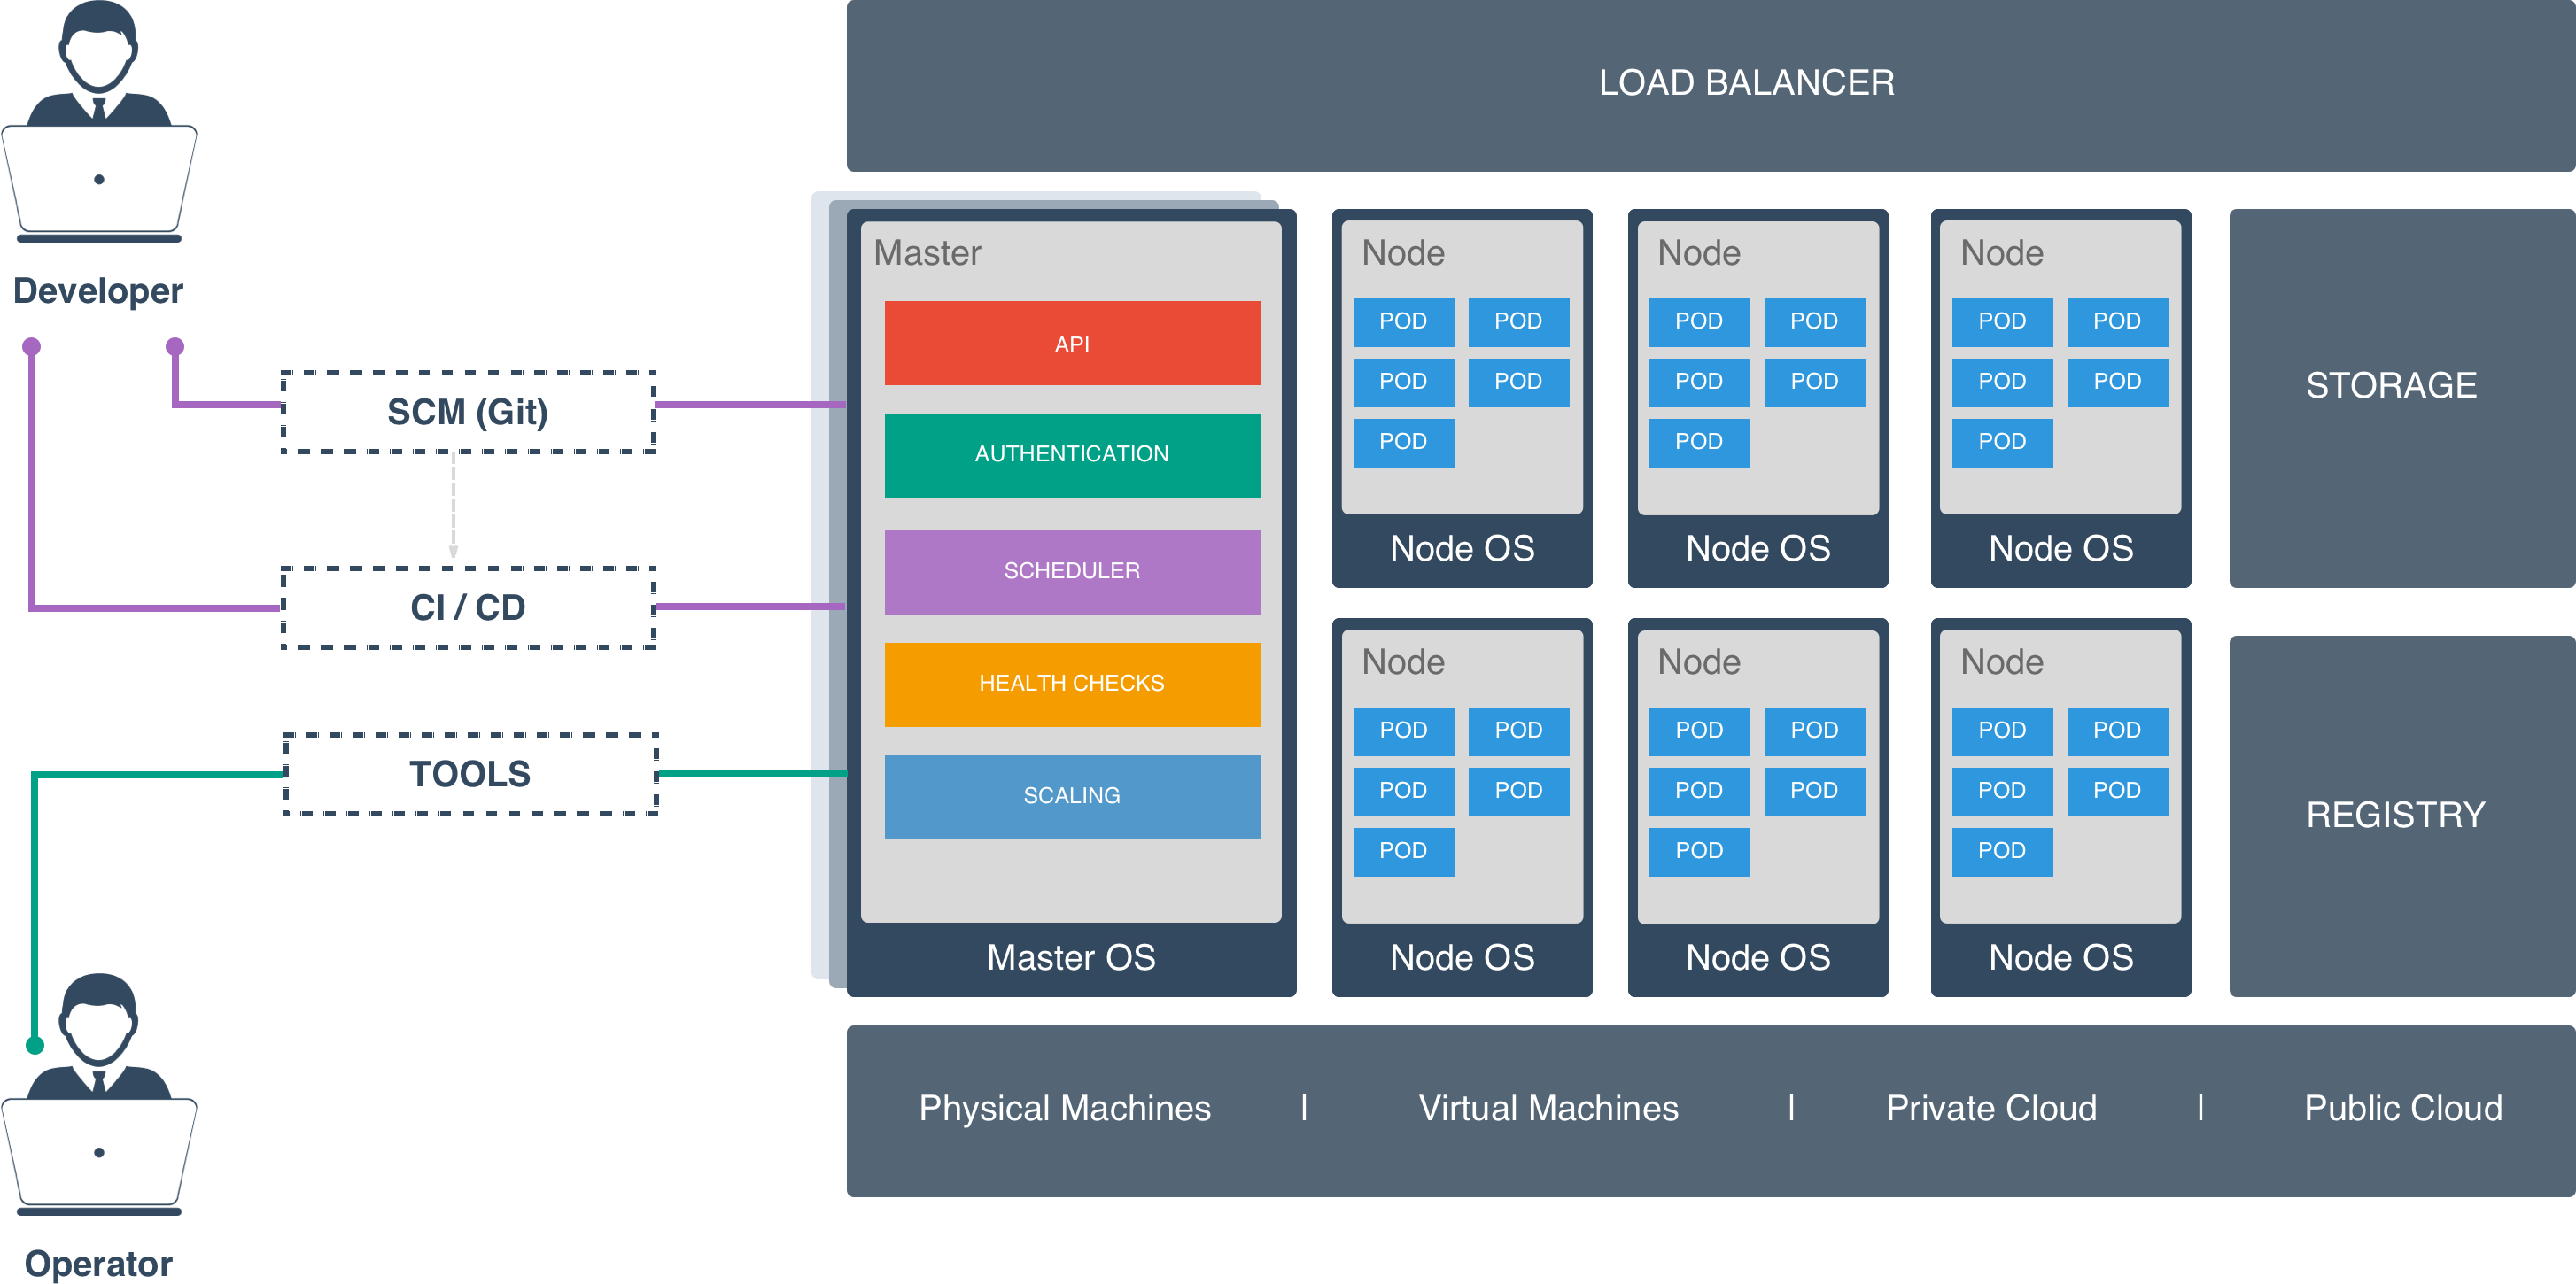 LOAD BALANCER
Developer
SCM (Git)
CI / CD
TOOLS
Operator
Master
API
AUTHENTICATION
SCHEDULER
HEALTH CHECKS
SCALING
Master OS
Node
POD POD
POD POD
POD
Node OS
Node
POD POD
POD POD
POD
Node OS
Node
POD POD
POD POD
POD
Node OS
STORAGE
Node
POD POD
POD POD
POD
Node OS
Node
POD POD
POD POD
POD
Node OS
Node
POD POD
POD POD
POD
Node OS
REGISTRY
Physical Machines | Virtual Machines | Private Cloud | Public Cloud